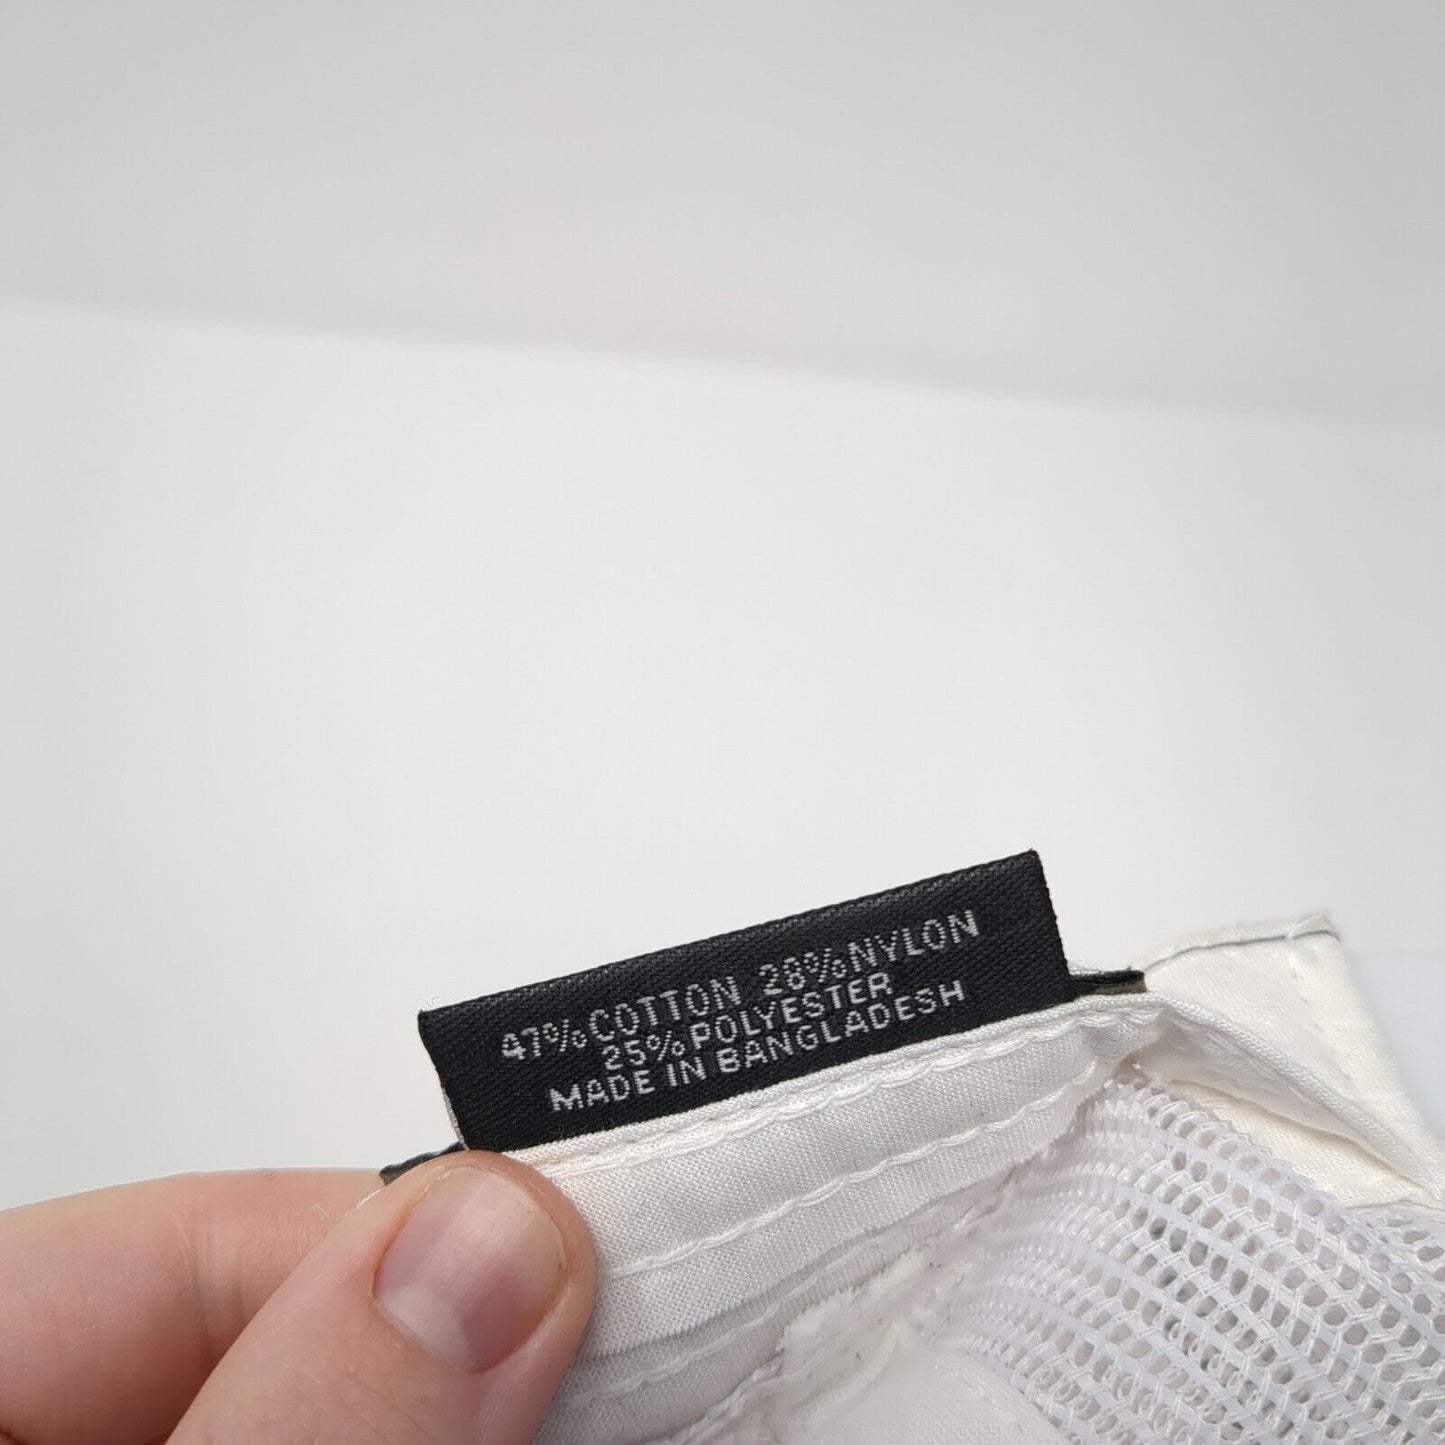 47% COTTON 28% NYLON
25% POLYESTER
MADE IN BANGLADESH